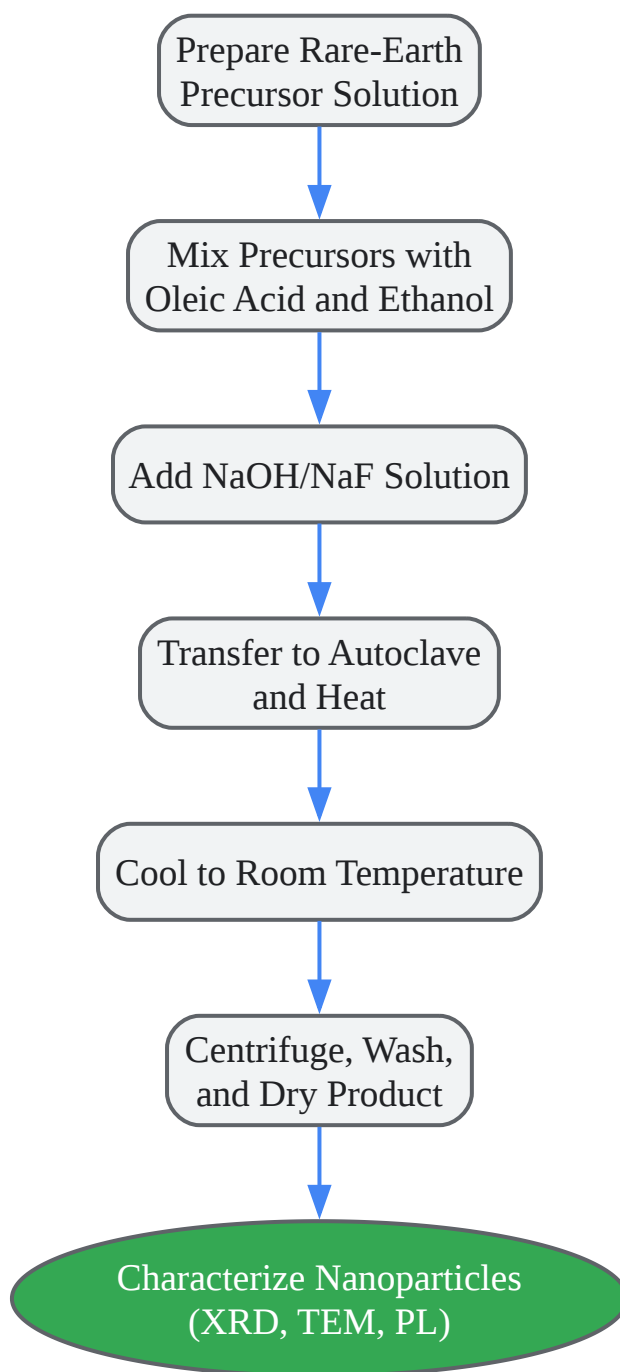 Prepare Rare-Earth
Precursor Solution
Mix Precursors with
Oleic Acid and Ethanol
Add NaOH/NaF Solution
Transfer to Autoclave
and Heat
Cool to Room Temperature
Centrifuge, Wash,
and Dry Product
Characterize Nanoparticles
(XRD, TEM, PL)